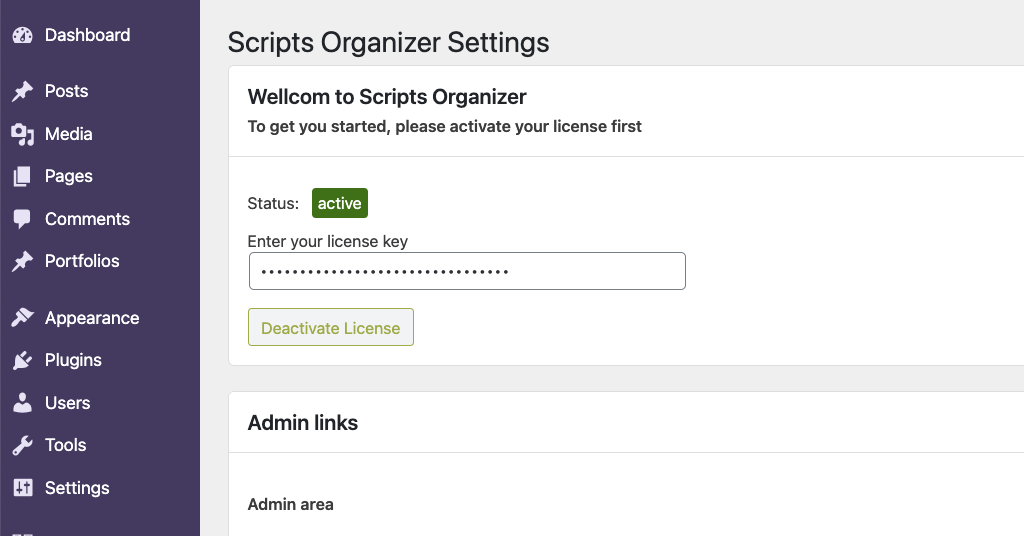 Dashboard
Posts
Media
Pages
Comments
Portfolios
Appearance
Plugins
Users
Tools
Settings
Scripts Organizer Settings
Wellcom to Scripts Organizer
To get you started, please activate your license first
Status: active
Enter your license key
••••••••••••••••••••••••••••••••
Deactivate License
Admin links
Admin area